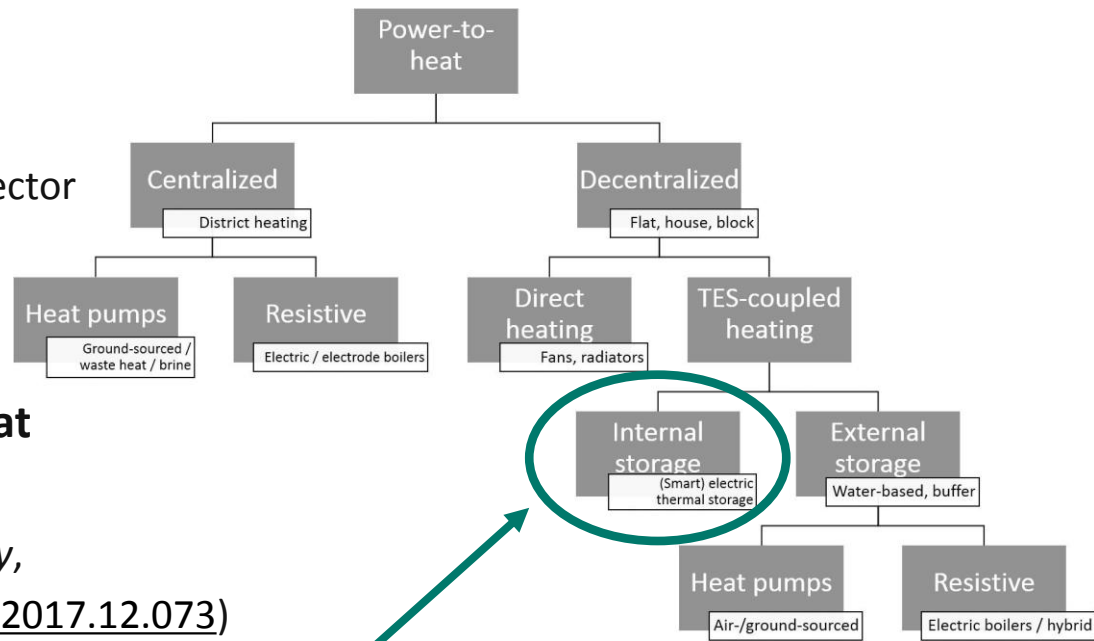 Power-to-
heat
ector
Centralized
District heating
Decentralized
Flat, house, block
Heat pumps
Ground-sourced /
waste heat / brine
Resistive
Electric / electrode boilers
Direct
heating
Fans, radiators
TES-coupled
heating
at
Internal
storage
(Smart) electric
thermal storage
External
storage
Water-based, buffer
y,
2017.12.073)
Heat pumps
Air-/ground-sourced
Resistive
Electric boilers / hybrid